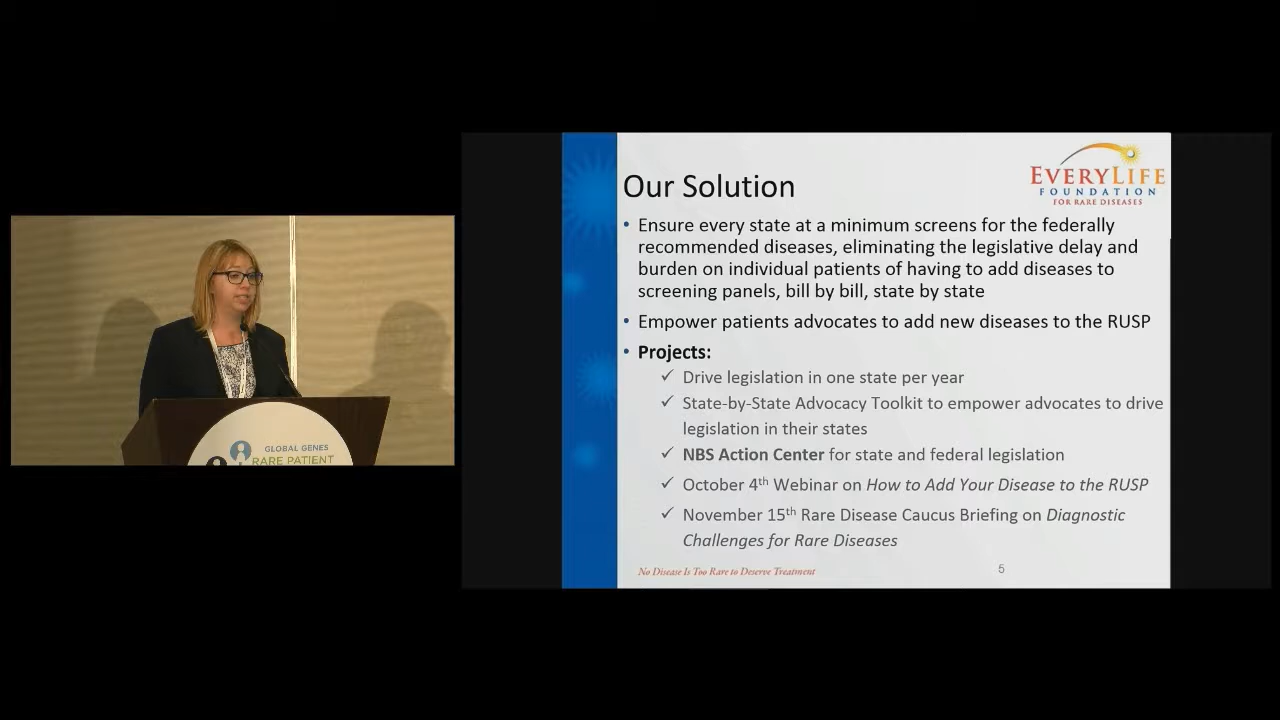 GLOBAL GENES
RARE PATIENT
EVERYLIFE
FOUNDATION
FOR RARE DISEASES
Our Solution
• Ensure every state at a minimum screens for the federally
recommended diseases, eliminating the legislative delay and
burden on individual patients of having to add diseases to
screening panels, bill by bill, state by state
• Empower patients advocates to add new diseases to the RUSP
• Projects:
✓ Drive legislation in one state per year
✓ State-by-State Advocacy Toolkit to empower advocates to drive
legislation in their states
✓ NBS Action Center for state and federal legislation
✓ October 4th Webinar on How to Add Your Disease to the RUSP
✓ November 15th Rare Disease Caucus Briefing on Diagnostic
Challenges for Rare Diseases
No Disease Is Too Rare to Deserve Treatment
5